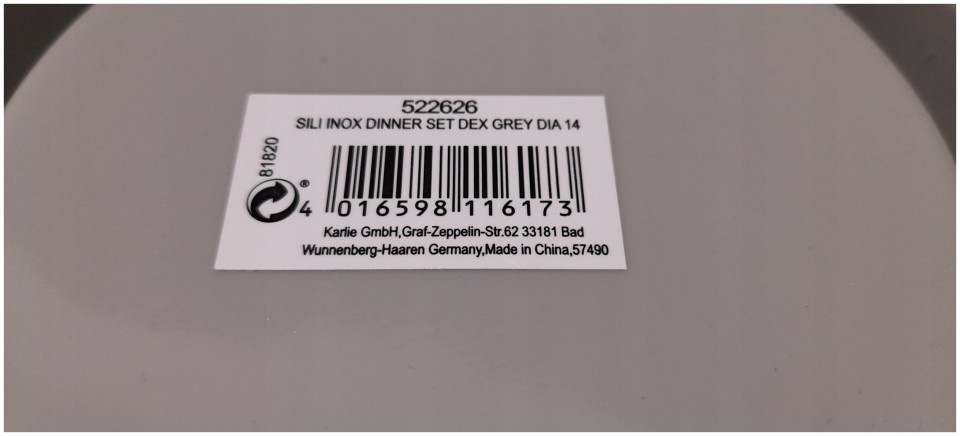 522626
SILI INOX DINNER SET DEX GREY DIA 14
81820
®
4 016598 116173
Karlie GmbH,Graf-Zeppelin-Str.62 33181 Bad
Wunnenberg-Haaren Germany,Made in China,57490